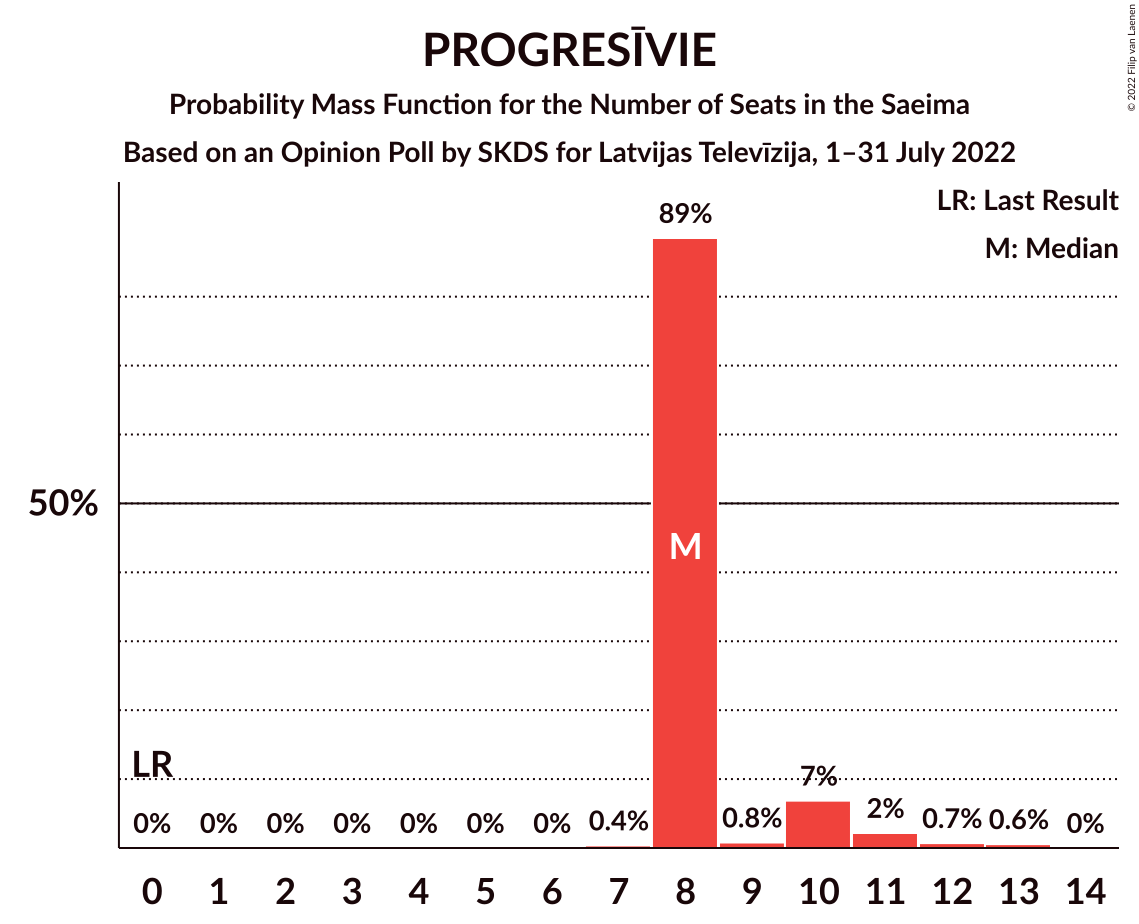 PROGRESĪVIE
Probability Mass Function for the Number of Seats in the Saeima
Based on an Opinion Poll by SKDS for Latvijas Televīzija, 1–31 July 2022
© 2022 Filip van Laenen
LR: Last Result
M: Median
89%
50%
M
LR
0% 0% 0% 0% 0% 0% 0% 0.4% 0.8% 7% 2% 0.7% 0.6% 0%
0 1 2 3 4 5 6 7 8 9 10 11 12 13 14